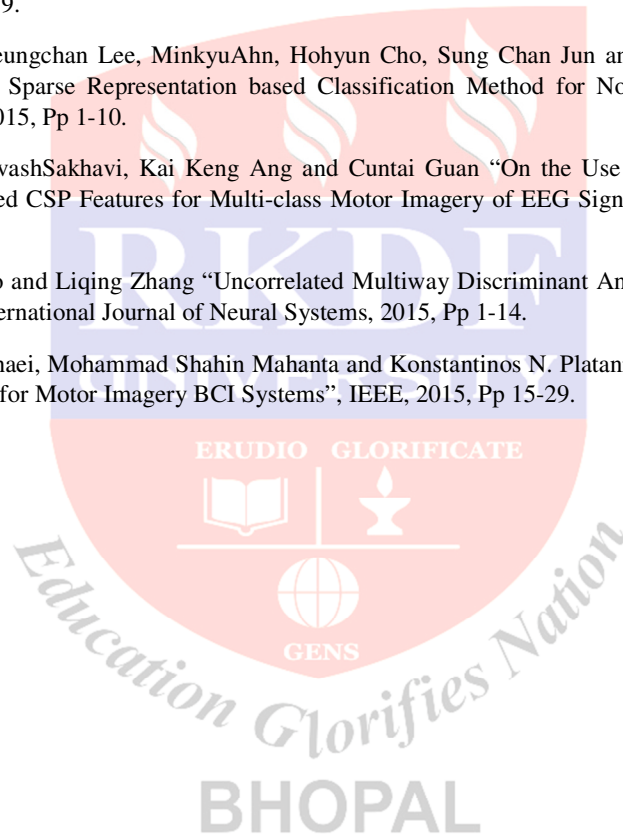 9.
eungchan Lee, MinkyuAhn, Hohyun Cho, Sung Chan Jun an
Sparse Representation based Classification Method for No
015, Pp 1-10.
vashSakhavi, Kai Keng Ang and Cuntai Guan “On the Use
ed CSP Features for Multi-class Motor Imagery of EEG Sign
o and Liqing Zhang “Uncorrelated Multiway Discriminant An
ernational Journal of Neural Systems, 2015, Pp 1-14.
naei, Mohammad Shahin Mahanta and Konstantinos N. Platani
for Motor Imagery BCI Systems”, IEEE, 2015, Pp 15-29.
RKDF
UNIVERSITY
ERUDIO GLORIFICATE
GENS
Education Glorifies Nation
BHOPAL